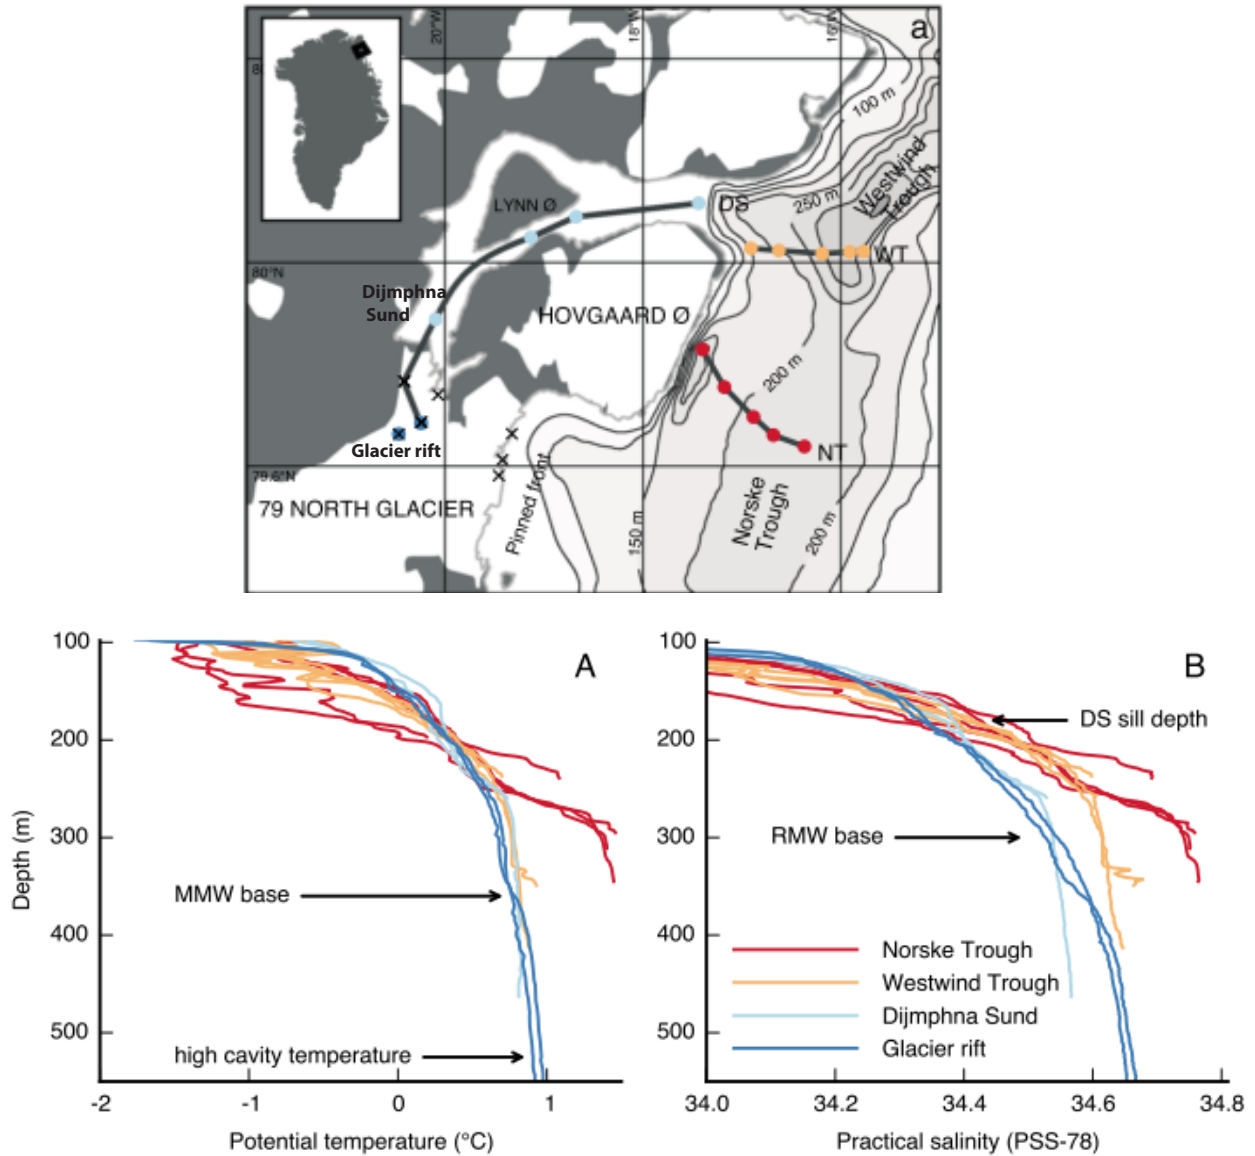 a
20°W
18°W
16°W
8
100 m
Westwind
Trough
250 m
LYNN Ø
DS
WT
80°N
Dijmphna
Sund
HOVGAARD Ø
200 m
Glacier rift
NT
79.6°N
79 NORTH GLACIER
Pinned front
150 m
Norske
Trough
200 m
A
B
100
200
300
400
500
Depth (m)
MMW base
high cavity temperature
-2
-1
0
1
Potential temperature (°C)
100
200
300
400
500
DS sill depth
RMW base
Norske Trough
Westwind Trough
Dijmphna Sund
Glacier rift
34.0
34.2
34.4
34.6
34.8
Practical salinity (PSS-78)